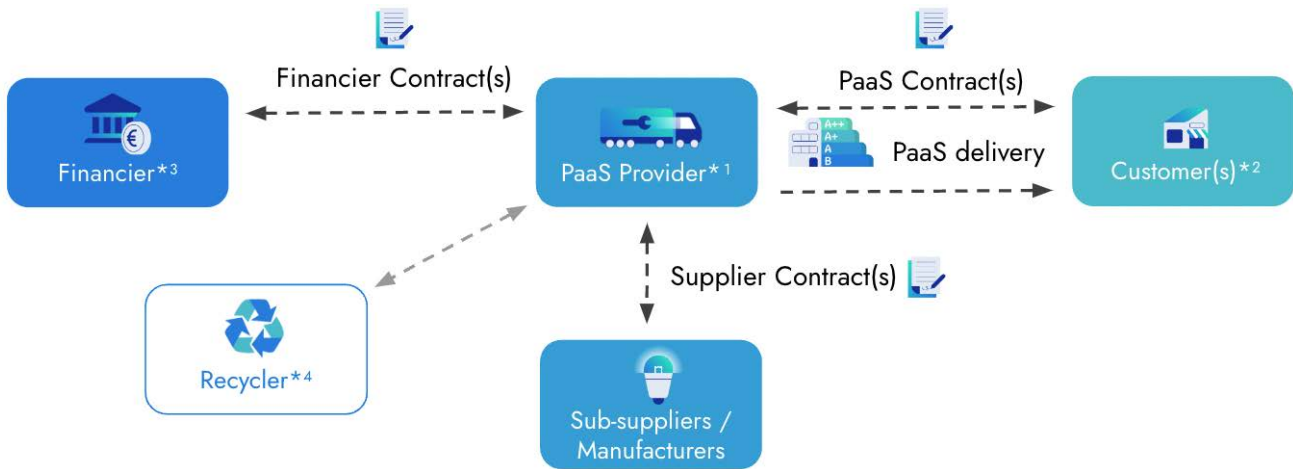 Financier Contract(s)
PaaS Contract(s)
A++
A+
A
B
PaaS delivery
Financier*³
PaaS Provider*¹
Customer(s)*²
Supplier Contract(s)
Recycler*⁴
Sub-suppliers /
Manufacturers
€